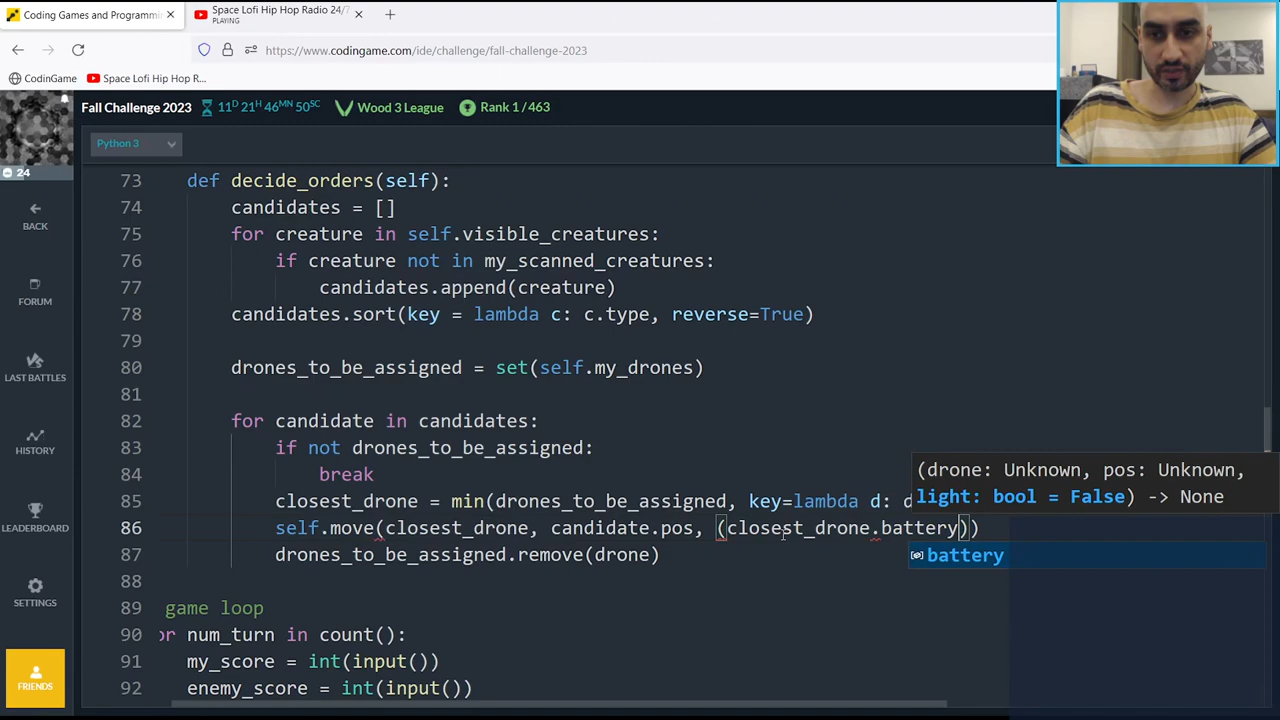 Coding Games and Programmin
Space Lofi Hip Hop Radio 24/7
PLAYING
https://www.codingame.com/ide/challenge/fall-challenge-2023
CodinGame
Space Lofi Hip Hop R...
Fall Challenge 2023
11D 21H 46MN 50SC
Wood 3 League
Rank 1 / 463
Python 3
24
BACK
FORUM
LAST BATTLES
HISTORY
LEADERBOARD
SETTINGS
FRIENDS
73 def decide_orders(self):
74 candidates = []
75 for creature in self.visible_creatures:
76 if creature not in my_scanned_creatures:
77 candidates.append(creature)
78 candidates.sort(key = lambda c: c.type, reverse=True)
79
80 drones_to_be_assigned = set(self.my_drones)
81
82 for candidate in candidates:
83 if not drones_to_be_assigned:
84 break
85 closest_drone = min(drones_to_be_assigned, key=lambda d: d
86 self.move(closest_drone, candidate.pos, (closest_drone.battery))
87 drones_to_be_assigned.remove(drone)
88
89 game loop
90 or num_turn in count():
91 my_score = int(input())
92 enemy_score = int(input())
(drone: Unknown, pos: Unknown,
light: bool = False) -> None
battery